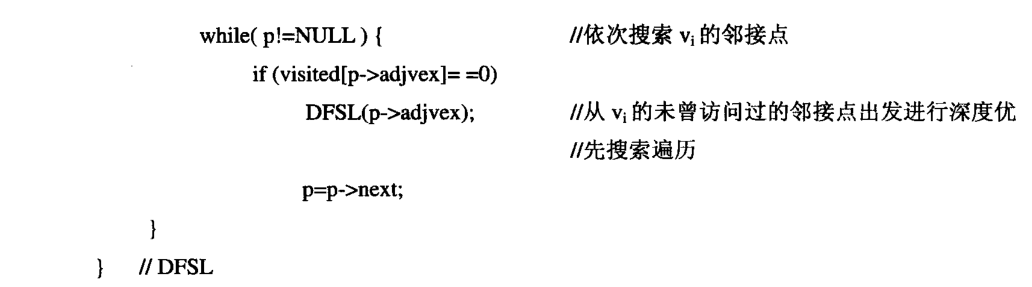 while( p!=NULL ) { //依次搜索 vi 的邻接点
if (visited[p->adjvex]= =0)
DFSL(p->adjvex); //从 vi 的未曾访问过的邻接点出发进行深度优
//先搜索遍历
p=p->next;
}
} // DFSL